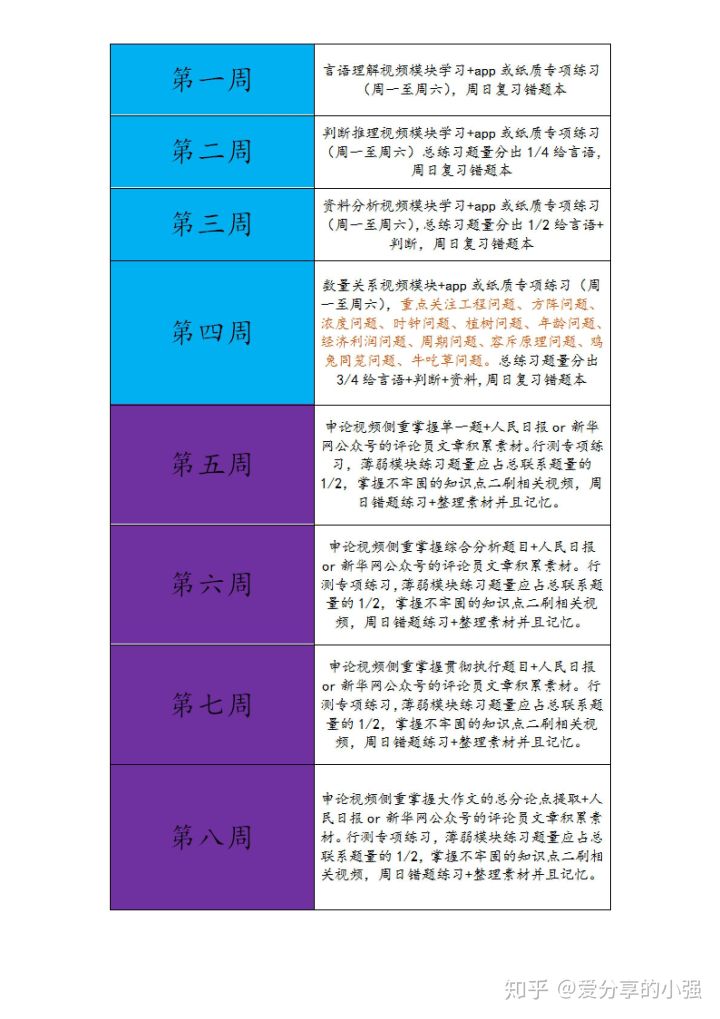 第一周
言语理解视频模块学习+app 或纸质专项练习
（周一至周六），周日复习错题本
第二周
判断推理视频模块学习+app 或纸质专项练习
（周一至周六）总练习题量分出 1/4 给言语，
周日复习错题本
第三周
资料分析视频模块学习+app 或纸质专项练习
（周一至周六），总练习题量分出 1/2 给言语+
判断，周日复习错题本
第四周
数量关系视频模块+app 或纸质专项练习（周
一至周六），重点关注工程问题、方阵问题、
浓度问题、时钟问题、植树问题、年龄问题、
经济利润问题、周期问题、容斥原理问题、鸡
兔同笼问题、牛吃草问题。总练习题量分出
3/4 给言语+判断+资料，周日复习错题本
第五周
申论视频侧重掌握单一题+人民日报 or 新华
网公众号的评论员文章积累素材。行测专项练
习，薄弱模块练习题量应占总联系题量的
1/2，掌握不牢固的知识点二刷相关视频，周
日错题练习+整理素材并且记忆。
第六周
申论视频侧重掌握综合分析题目+人民日报
or 新华网公众号的评论员文章积累素材。行
测专项练习，薄弱模块练习题量应占总联系题
量的 1/2，掌握不牢固的知识点二刷相关视
频，周日错题练习+整理素材并且记忆。
第七周
申论视频侧重掌握贯彻执行题目+人民日报
or 新华网公众号的评论员文章积累素材。行
测专项练习，薄弱模块练习题量应占总联系题
量的 1/2，掌握不牢固的知识点二刷相关视
频，周日错题练习+整理素材并且记忆。
第八周
申论视频侧重掌握大作文的总分论点提取+人
民日报 or 新华网公众号的评论员文章积累素
材。行测专项练习，薄弱模块练习题量应占总
联系题量的 1/2，掌握不牢固的知识点二刷相
关视频，周日错题练习+整理素材并且记忆。
知乎 @爱分享的小强